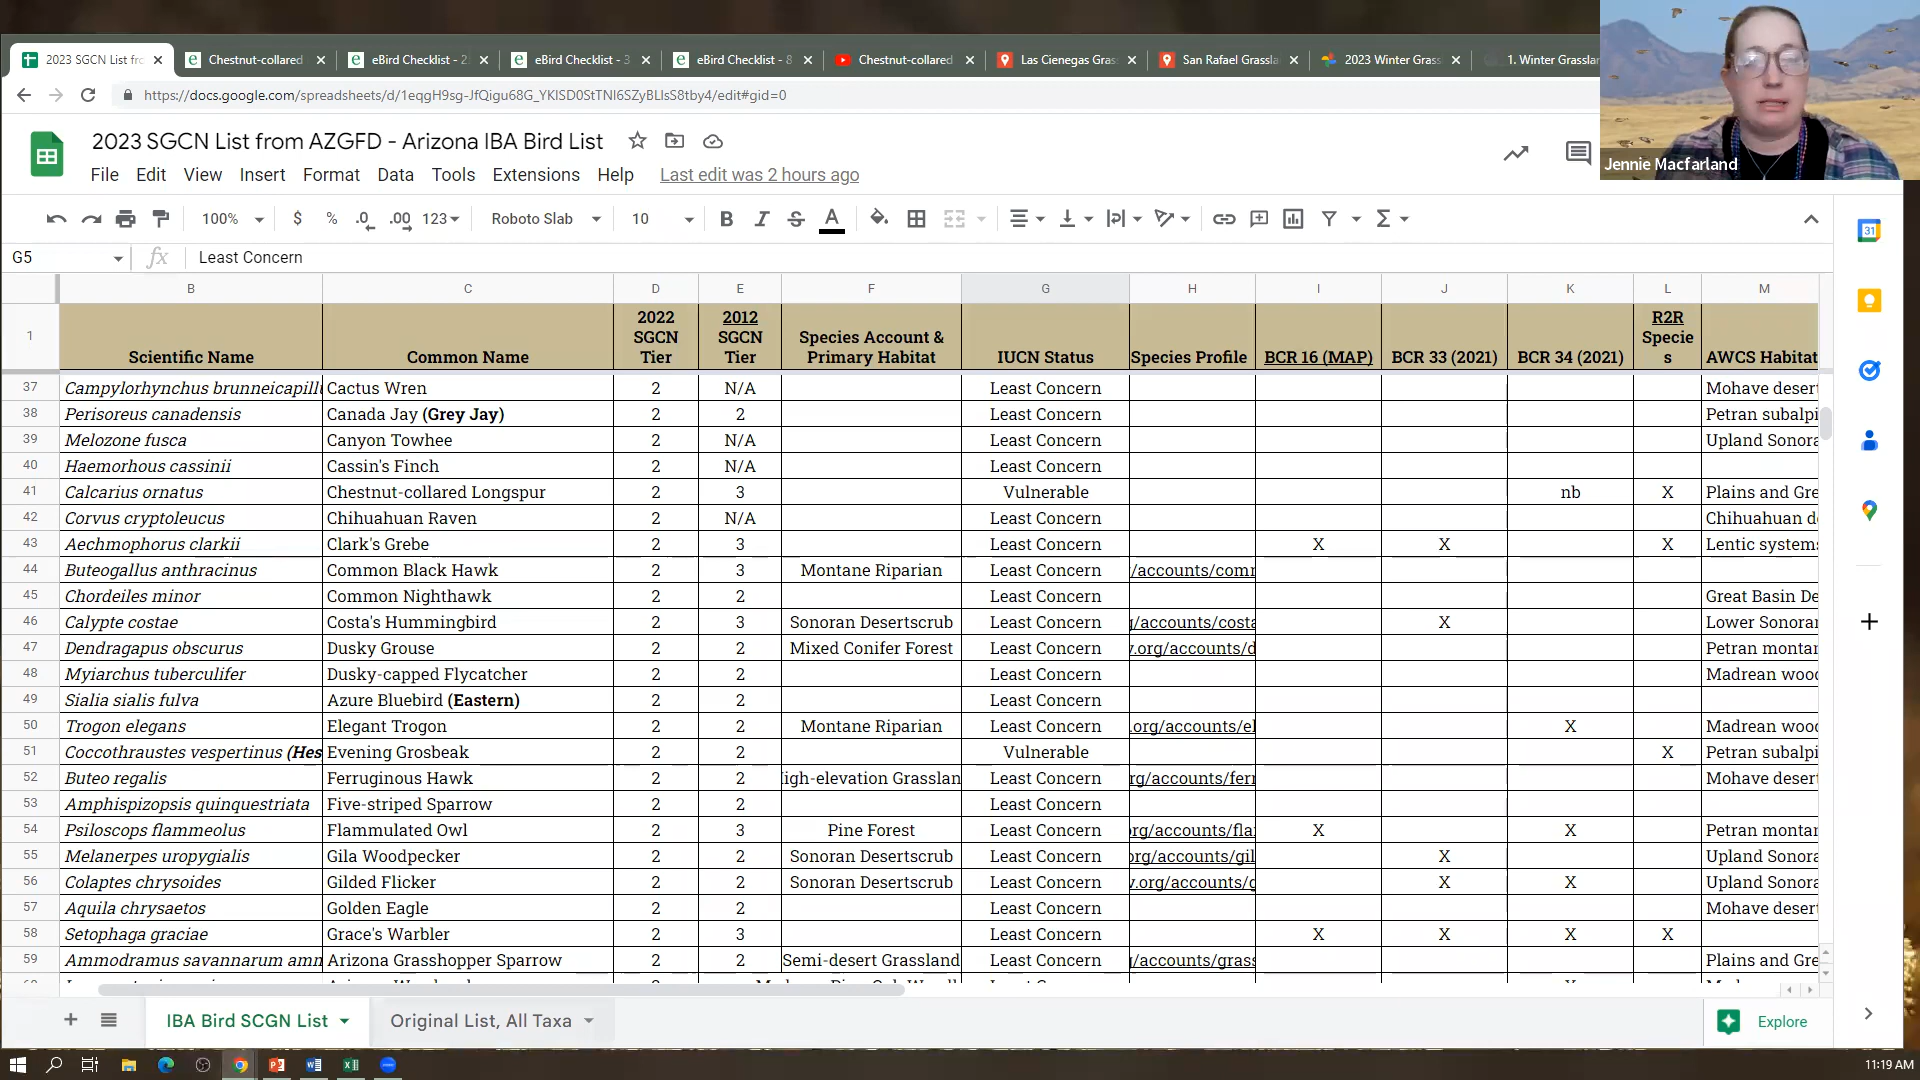 2023 SGCN List fro
Chestnut-collared
eBird Checklist - 2
eBird Checklist - 3
eBird Checklist - 8
Chestnut-collared
Las Cienegas Gras
San Rafael Grassla
2023 Winter Grassl
1. Winter Grasslan
https://docs.google.com/spreadsheets/d/1eqgH9sg-JfQigu68G_YKlSD0StTNI6SZyBLlsS8tby4/edit#gid=0
Jennie Macfarland
2023 SGCN List from AZGFD - Arizona IBA Bird List
File Edit View Insert Format Data Tools Extensions Help Last edit was 2 hours ago
100% $ % .0 .00 123 Roboto Slab 10 B I S A Σ
31
G5 fx Least Concern
B C D E F G H I J K L M
1 Scientific Name Common Name 2022 SGCN Tier 2012 SGCN Tier Species Account & Primary Habitat IUCN Status Species Profile BCR 16 (MAP) BCR 33 (2021) BCR 34 (2021) R2R Species AWCS Habitat
37 Campylorhynchus brunneicapill Cactus Wren 2 N/A Least Concern Mohave desert
38 Perisoreus canadensis Canada Jay (Grey Jay) 2 2 Least Concern Petran subalpi
39 Melozone fusca Canyon Towhee 2 N/A Least Concern Upland Sonora
40 Haemorhous cassinii Cassin's Finch 2 N/A Least Concern
41 Calcarius ornatus Chestnut-collared Longspur 2 3 Vulnerable nb X Plains and Gre
42 Corvus cryptoleucus Chihuahuan Raven 2 N/A Least Concern Chihuahuan d
43 Aechmophorus clarkii Clark's Grebe 2 3 Least Concern X X X Lentic systems
44 Buteogallus anthracinus Common Black Hawk 2 3 Montane Riparian Least Concern /accounts/com
45 Chordeiles minor Common Nighthawk 2 2 Least Concern Great Basin De
46 Calypte costae Costa's Hummingbird 2 3 Sonoran Desertscrub Least Concern /accounts/costa X Lower Sonoran
47 Dendragapus obscurus Dusky Grouse 2 2 Mixed Conifer Forest Least Concern .org/accounts/d Petran montan
48 Myiarchus tuberculifer Dusky-capped Flycatcher 2 2 Least Concern Madrean wood
49 Sialia sialis fulva Azure Bluebird (Eastern) 2 2 Least Concern
50 Trogon elegans Elegant Trogon 2 2 Montane Riparian Least Concern .org/accounts/el X Madrean wood
51 Coccothraustes vespertinus (Hes Evening Grosbeak 2 2 Vulnerable X Petran subalpi
52 Buteo regalis Ferruginous Hawk 2 2 igh-elevation Grasslan Least Concern rg/accounts/ferr Mohave desert
53 Amphispizopsis quinquestriata Five-striped Sparrow 2 2 Least Concern
54 Psiloscops flammeolus Flammulated Owl 2 3 Pine Forest Least Concern org/accounts/fla X X Petran montan
55 Melanerpes uropygialis Gila Woodpecker 2 2 Sonoran Desertscrub Least Concern org/accounts/gil X Upland Sonora
56 Colaptes chrysoides Gilded Flicker 2 2 Sonoran Desertscrub Least Concern .org/accounts/g X X Upland Sonora
57 Aquila chrysaetos Golden Eagle 2 2 Least Concern Mohave desert
58 Setophaga graciae Grace's Warbler 2 3 Least Concern X X X X
59 Ammodramus savannarum amn Arizona Grasshopper Sparrow 2 2 Semi-desert Grassland Least Concern /accounts/grass Plains and Gre
IBA Bird SCGN List Original List, All Taxa Explore
11:19 AM